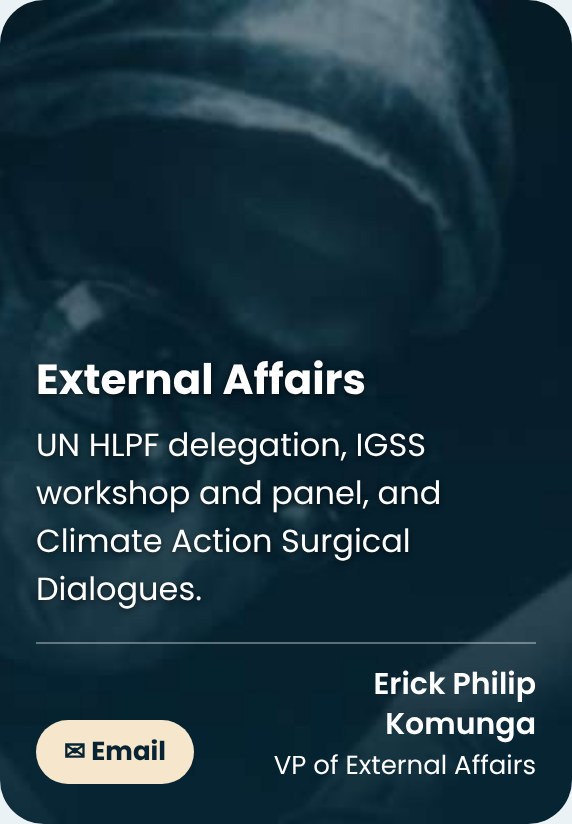 External Affairs
UN HLPF delegation, IGSS
workshop and panel, and
Climate Action Surgical
Dialogues.
Erick Philip
Komunga
✉ Email
VP of External Affairs